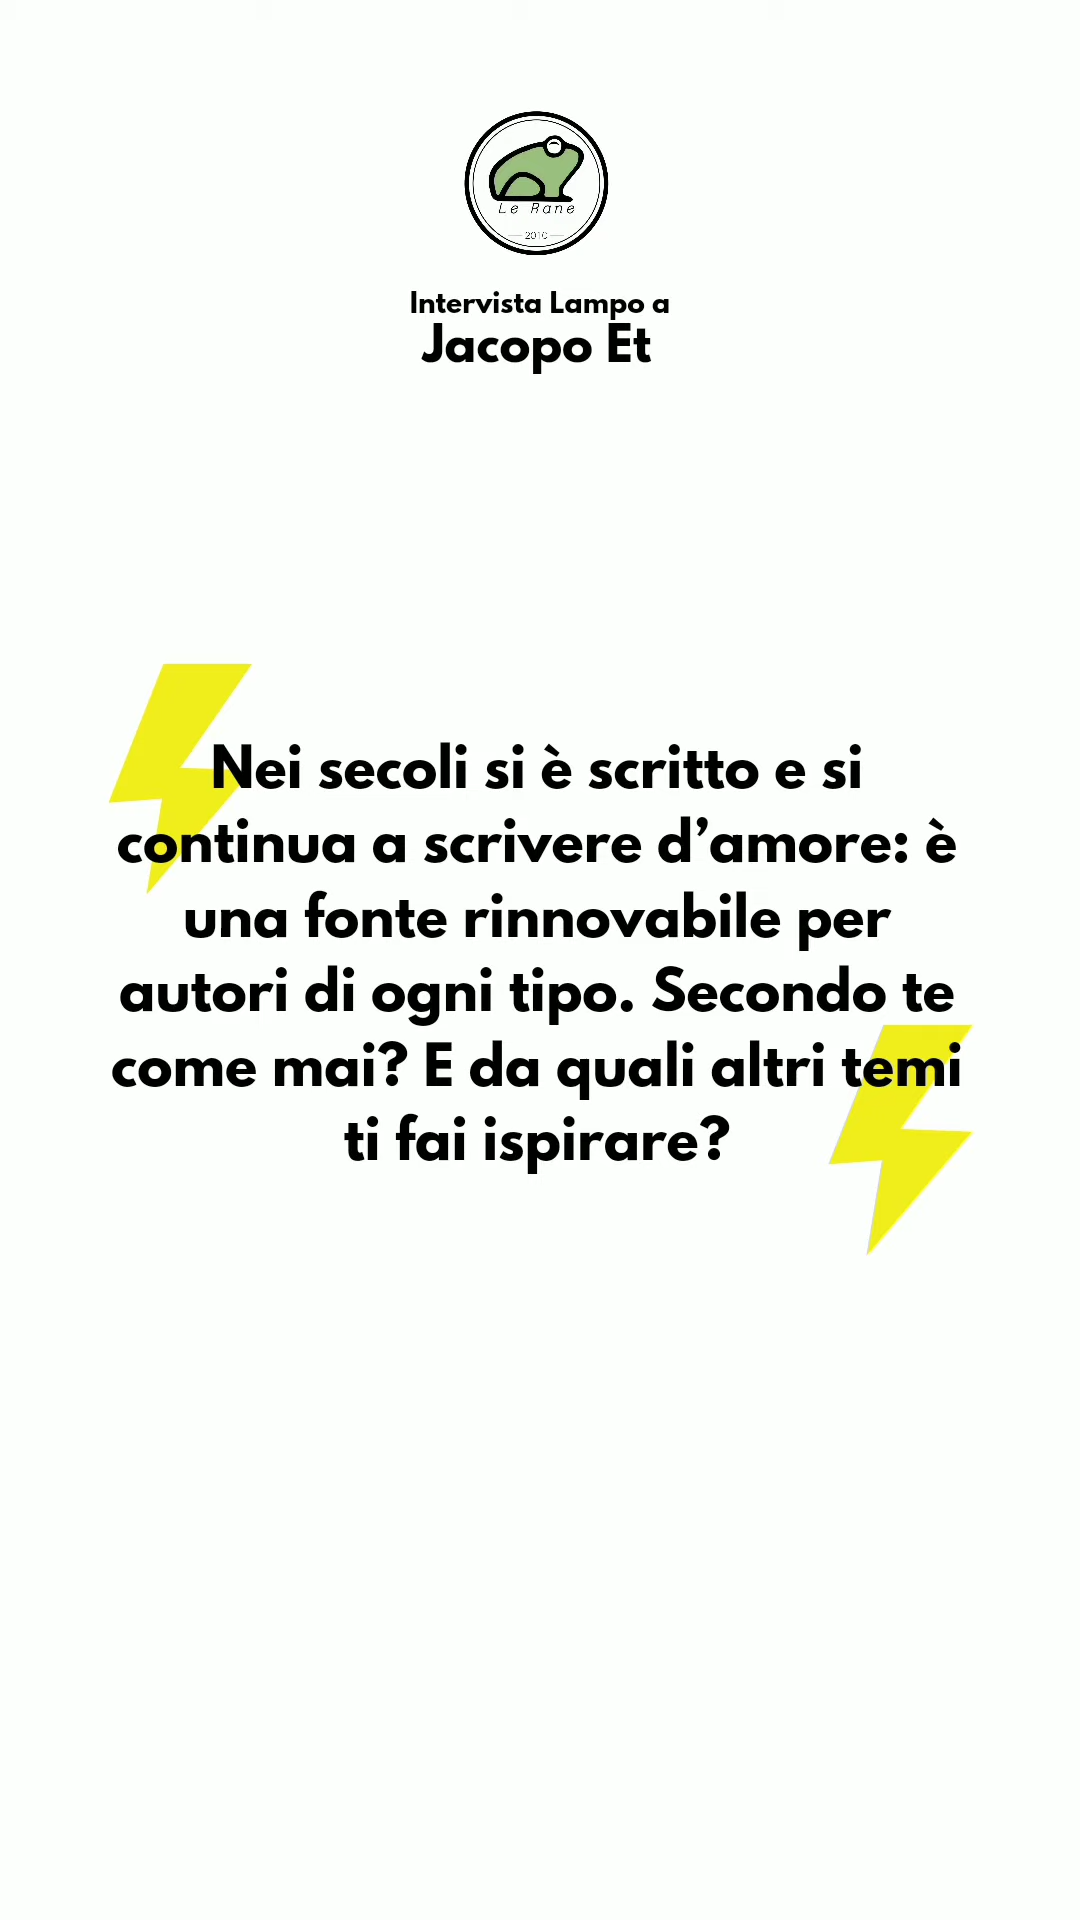 Le Rane
2010
Intervista Lampo a
Jacopo Et
Nei secoli si è scritto e si
continua a scrivere d’amore: è
una fonte rinnovabile per
autori di ogni tipo. Secondo te
come mai? E da quali altri temi
ti fai ispirare?